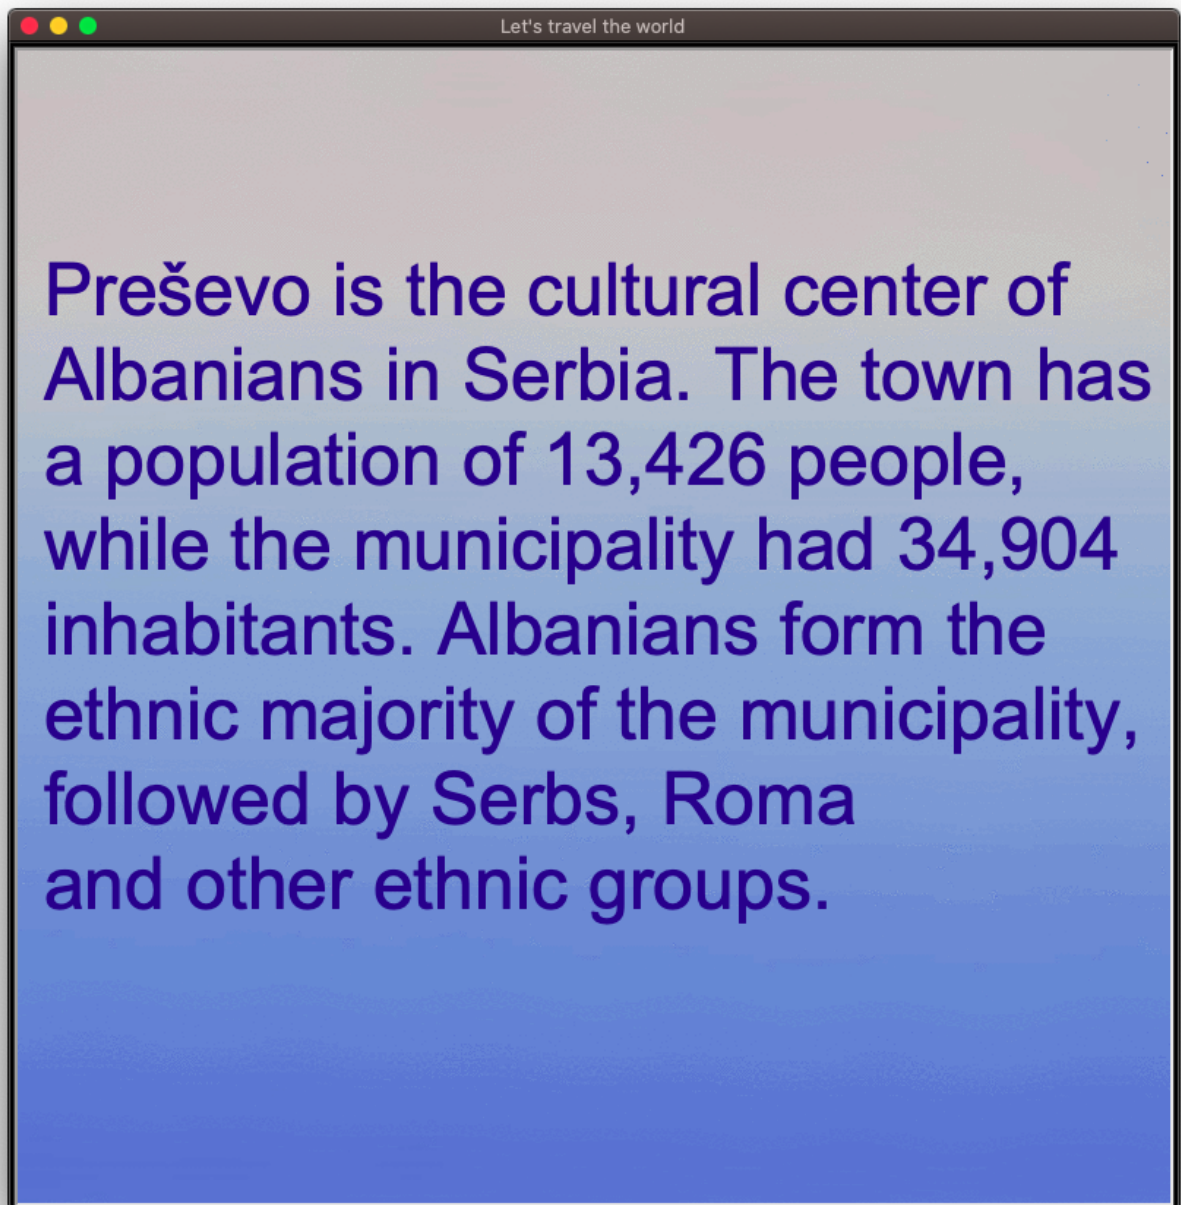 Let's travel the world
Preševo is the cultural center of
Albanians in Serbia. The town has
a population of 13,426 people,
while the municipality had 34,904
inhabitants. Albanians form the
ethnic majority of the municipality,
followed by Serbs, Roma
and other ethnic groups.